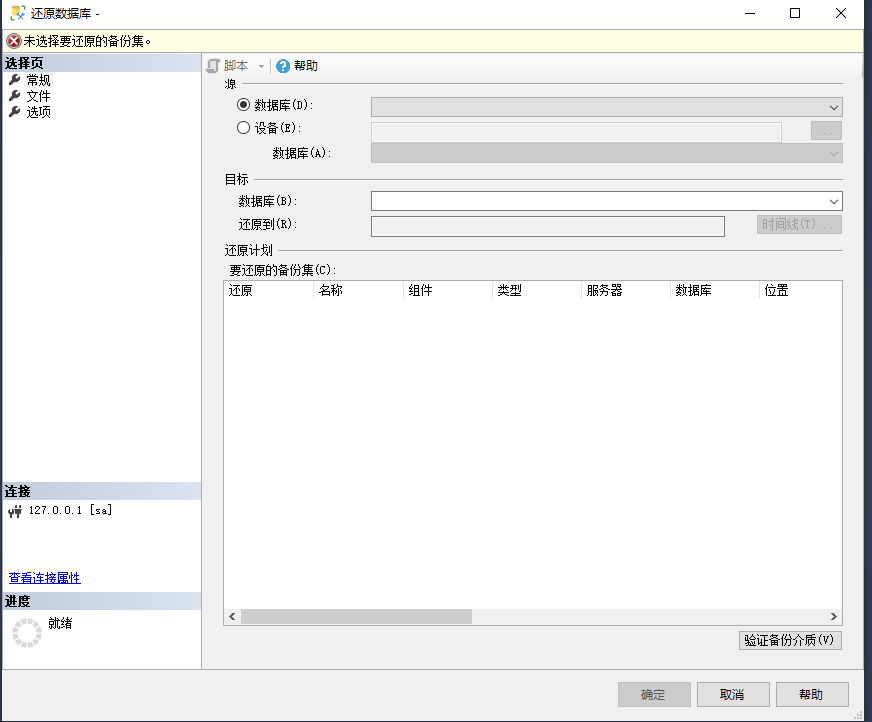 还原数据库 -
未选择要还原的备份集。
选择页
常规
文件
选项
脚本
帮助
源
数据库(D):
设备(E):
...
数据库(A):
目标
数据库(B):
还原到(R):
时间线(T)...
还原计划
要还原的备份集(C):
还原 名称 组件 类型 服务器 数据库 位置
连接
127.0.0.1 [sa]
查看连接属性
进度
就绪
验证备份介质(V)
确定 取消 帮助